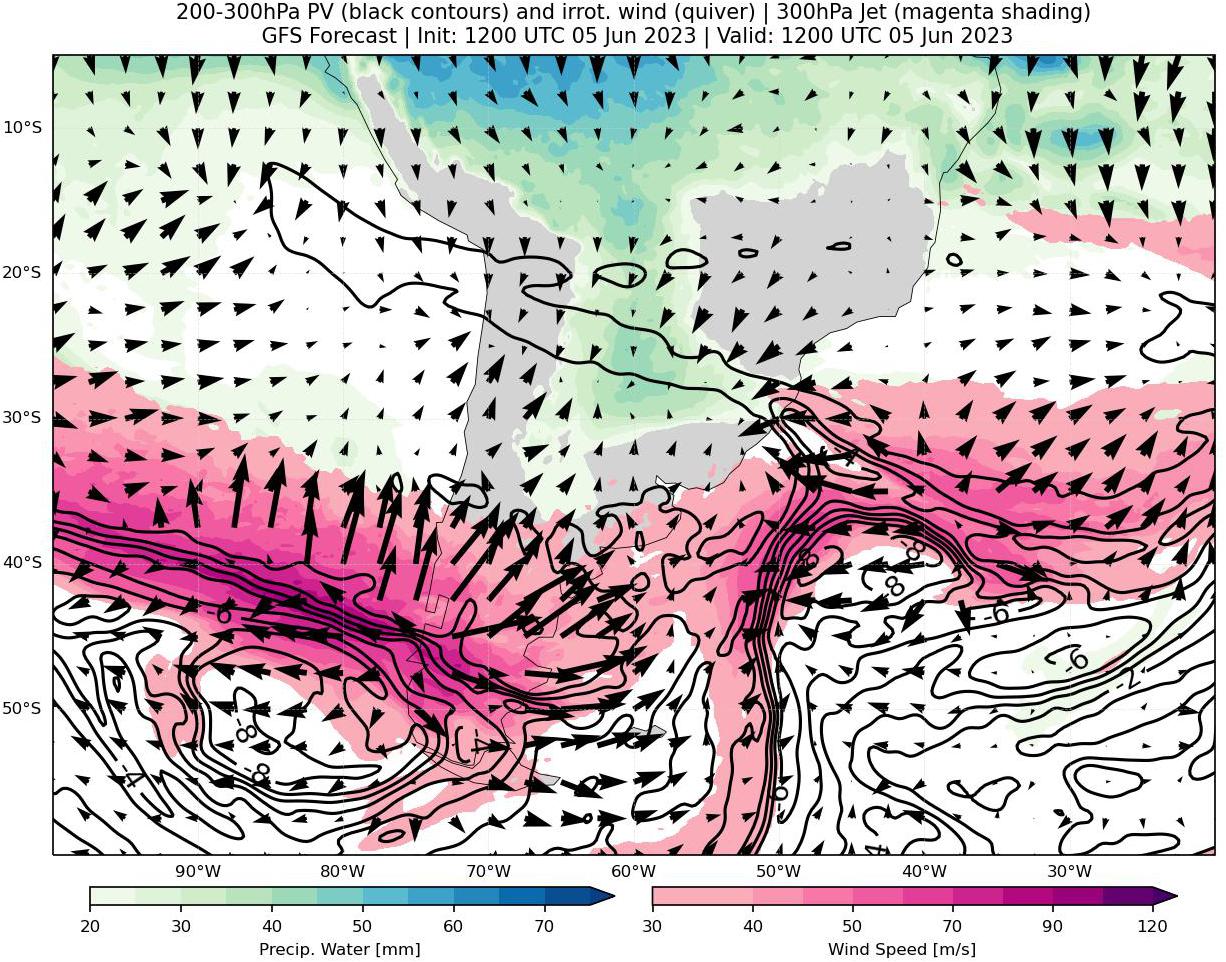 200-300hPa PV (black contours) and irrot. wind (quiver) | 300hPa Jet (magenta shading)
GFS Forecast | Init: 1200 UTC 05 Jun 2023 | Valid: 1200 UTC 05 Jun 2023
10°S
20°S
30°S
40°S
50°S
-8
-8
-8
-6
-6
-2
-8
-8
-4
90°W 80°W 70°W 60°W 50°W 40°W 30°W
20 30 40 50 60 70
30 40 50 70 90 120
Precip. Water [mm] Wind Speed [m/s]